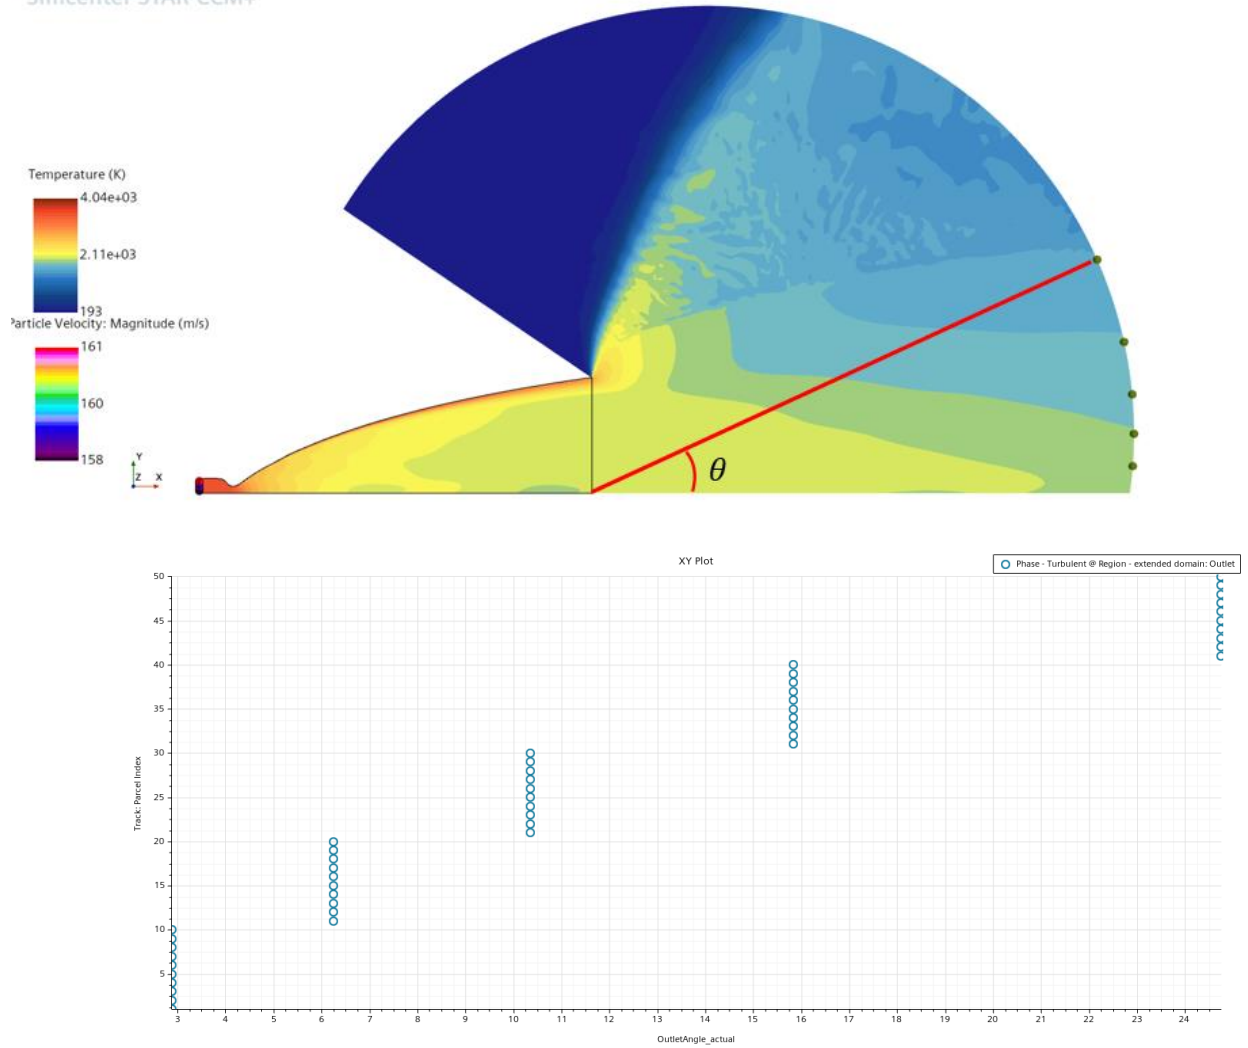 Simcenter STAR-CCM+
Temperature (K)
4.04e+03
2.11e+03
193
Particle Velocity: Magnitude (m/s)
161
160
158
Y
Z X
θ
XY Plot
Phase - Turbulent @ Region - extended domain: Outlet
50
45
40
35
30
25
20
15
10
5
Track: Parcel Index
3 4 5 6 7 8 9 10 11 12 13 14 15 16 17 18 19 20 21 22 23 24
OutletAngle_actual